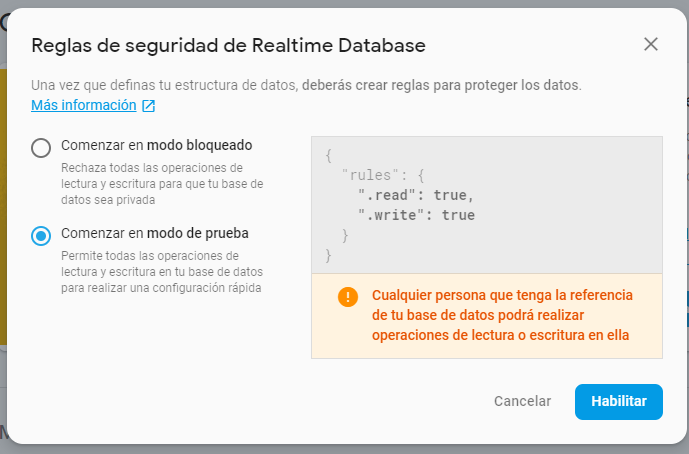 Reglas de seguridad de Realtime Database
Una vez que definas tu estructura de datos, deberás crear reglas para proteger los datos.
Más información
Comenzar en modo bloqueado
Rechaza todas las operaciones de
lectura y escritura para que tu base de
datos sea privada
Comenzar en modo de prueba
Permite todas las operaciones de
lectura y escritura en tu base de datos
para realizar una configuración rápida
{
"rules": {
".read": true,
".write": true
}
}
Cualquier persona que tenga la referencia
de tu base de datos podrá realizar
operaciones de lectura o escritura en ella
Cancelar
Habilitar